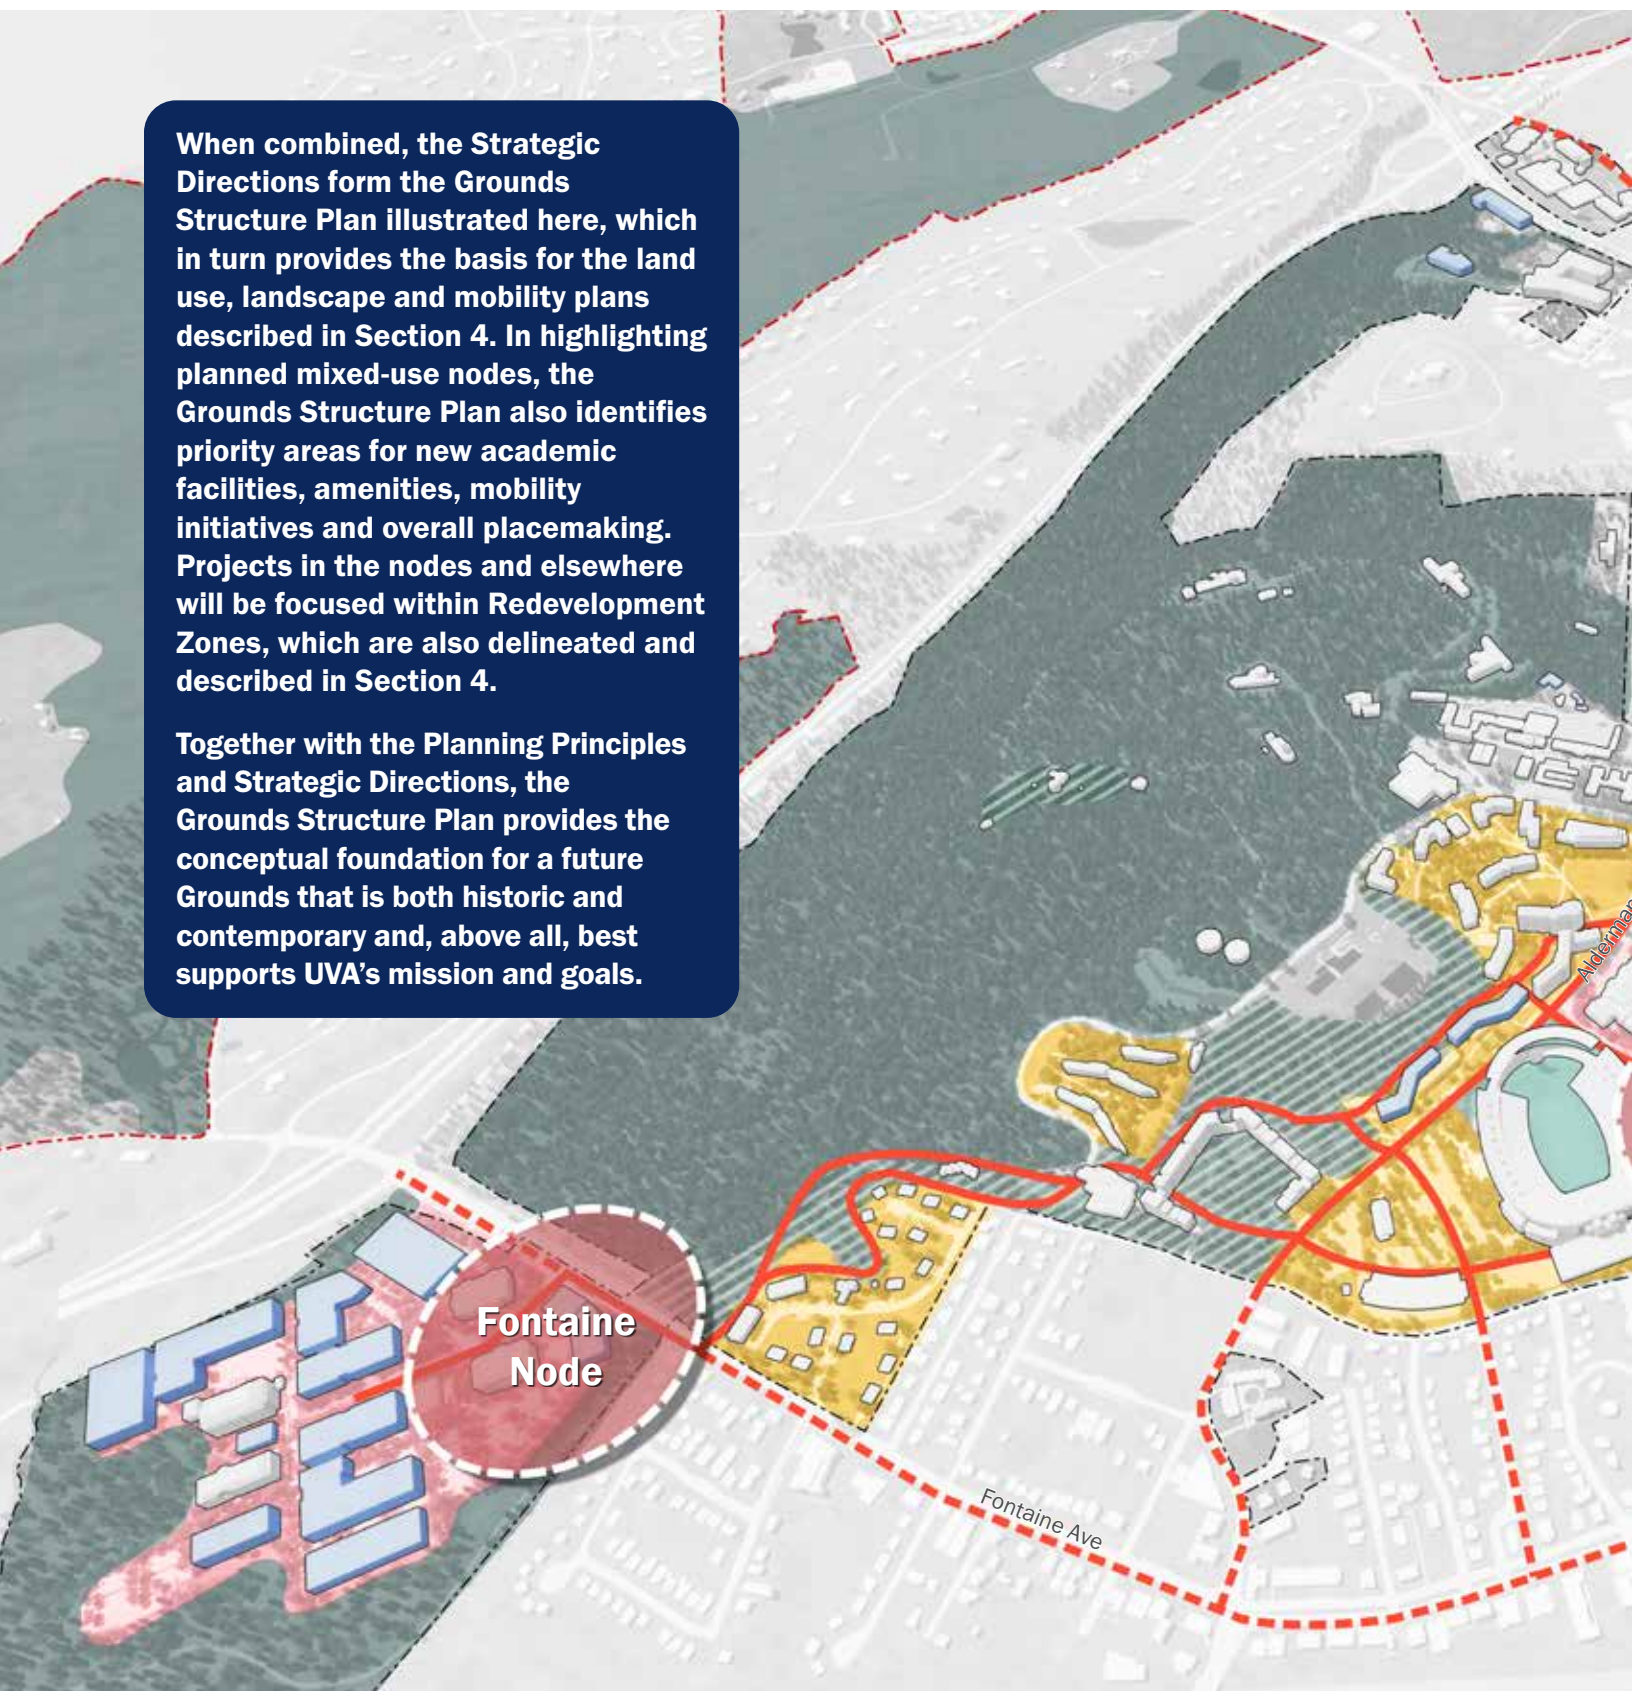 When combined, the Strategic
Directions form the Grounds
Structure Plan illustrated here, which
in turn provides the basis for the land
use, landscape and mobility plans
described in Section 4. In highlighting
planned mixed-use nodes, the
Grounds Structure Plan also identifies
priority areas for new academic
facilities, amenities, mobility
initiatives and overall placemaking.
Projects in the nodes and elsewhere
will be focused within Redevelopment
Zones, which are also delineated and
described in Section 4.
Together with the Planning Principles
and Strategic Directions, the
Grounds Structure Plan provides the
conceptual foundation for a future
Grounds that is both historic and
contemporary and, above all, best
supports UVA's mission and goals.
Alderman
Fontaine
Node
Fontaine Ave